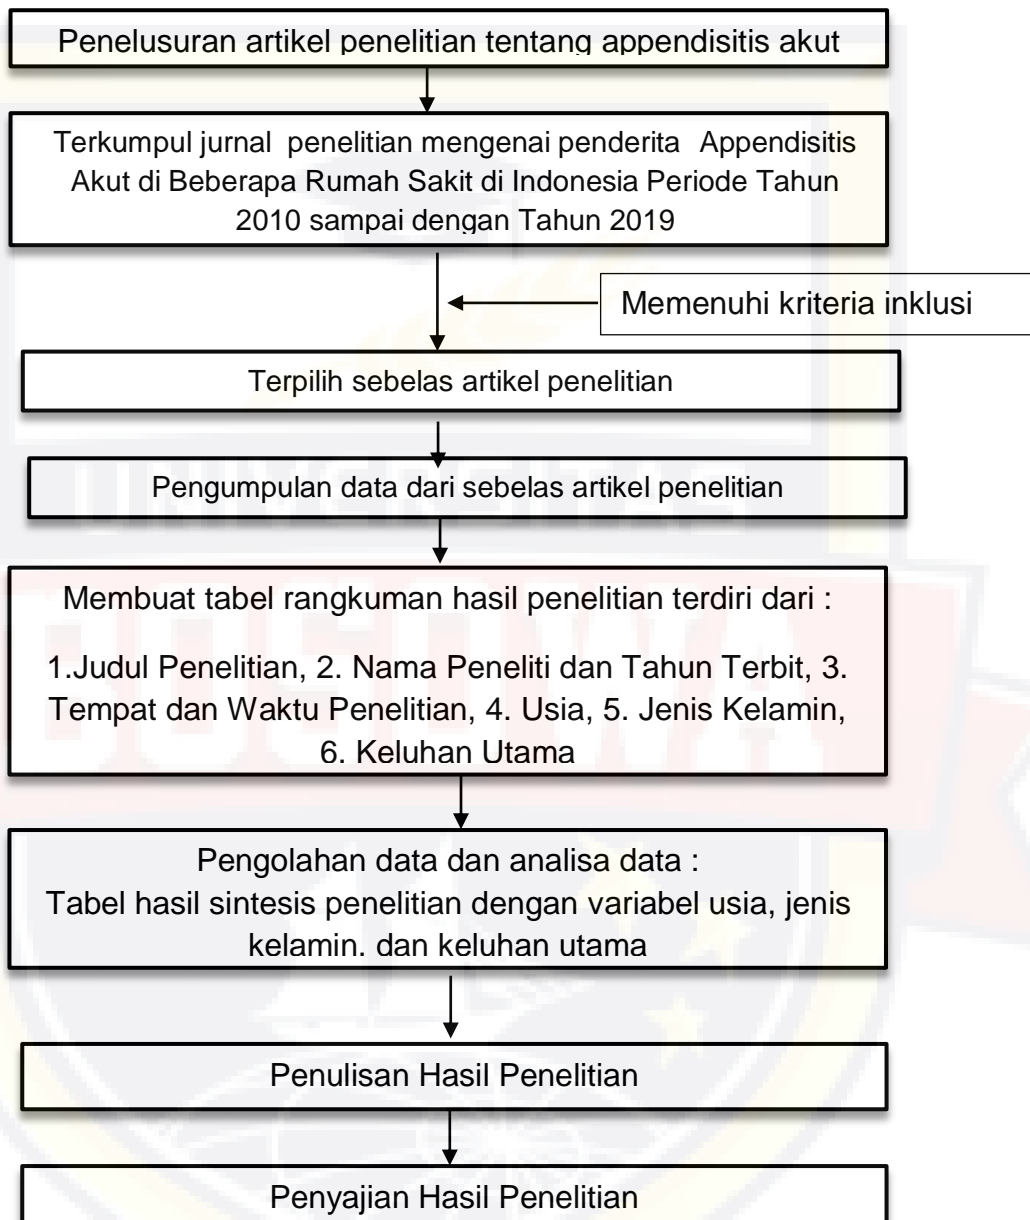 Penelusuran artikel penelitian tentang appendisitis akut
Terkumpul jurnal penelitian mengenai penderita Appendisitis
Akut di Beberapa Rumah Sakit di Indonesia Periode Tahun
2010 sampai dengan Tahun 2019
Memenuhi kriteria inklusi
Terpilih sebelas artikel penelitian
Pengumpulan data dari sebelas artikel penelitian
UNIVERSITAS
BOSOWA
Membuat tabel rangkuman hasil penelitian terdiri dari :
1.Judul Penelitian, 2. Nama Peneliti dan Tahun Terbit, 3.
Tempat dan Waktu Penelitian, 4. Usia, 5. Jenis Kelamin,
6. Keluhan Utama
Pengolahan data dan analisa data :
Tabel hasil sintesis penelitian dengan variabel usia, jenis
kelamin. dan keluhan utama
Penulisan Hasil Penelitian
Penyajian Hasil Penelitian